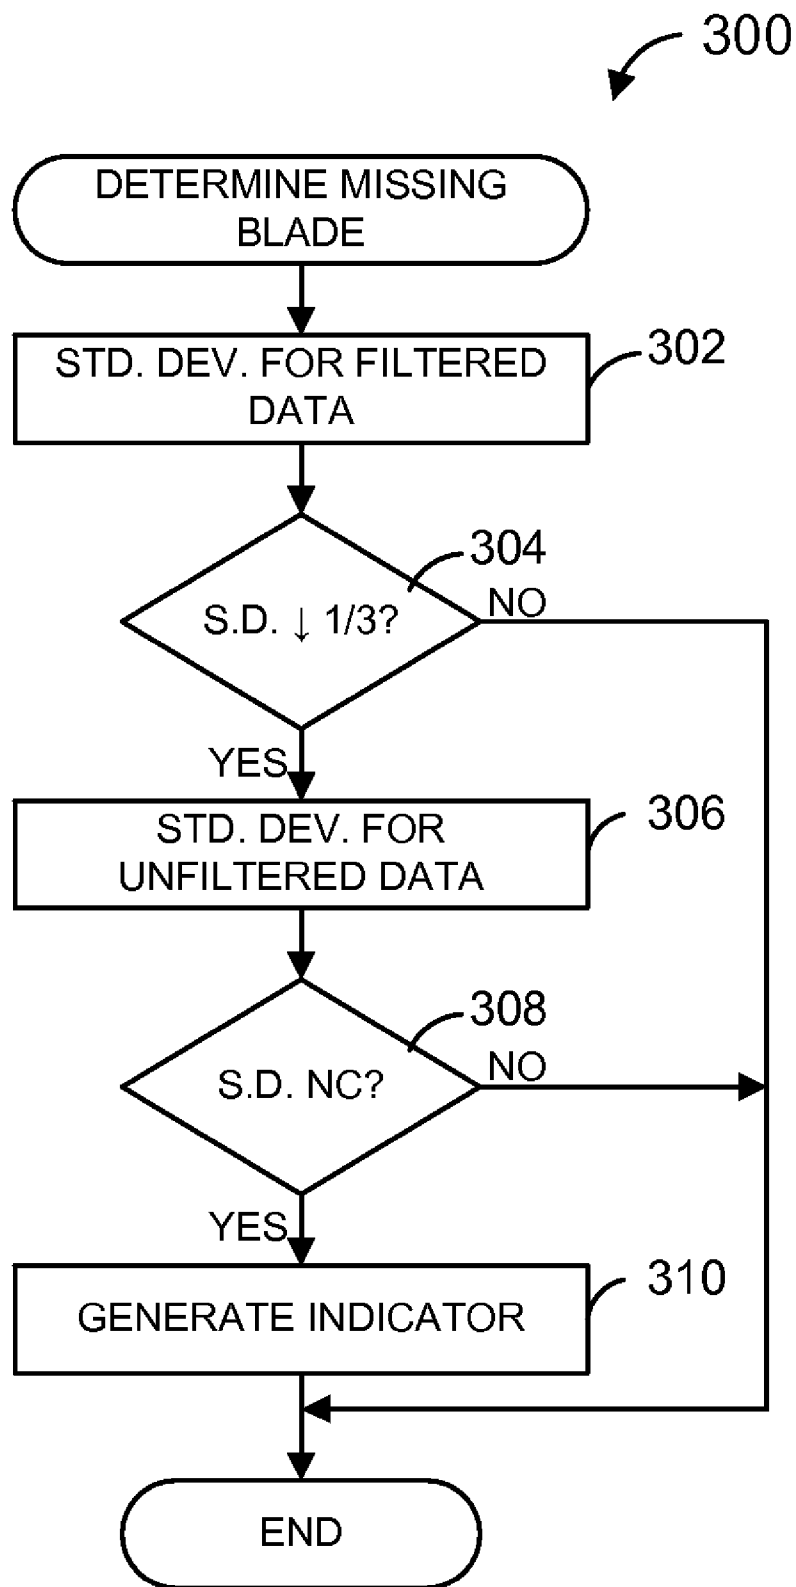 300
DETERMINE MISSING
BLADE
STD. DEV. FOR FILTERED
DATA
302
304
S.D. ↓ 1/3?
NO
YES
STD. DEV. FOR
UNFILTERED DATA
306
308
S.D. NC?
NO
YES
GENERATE INDICATOR
310
END